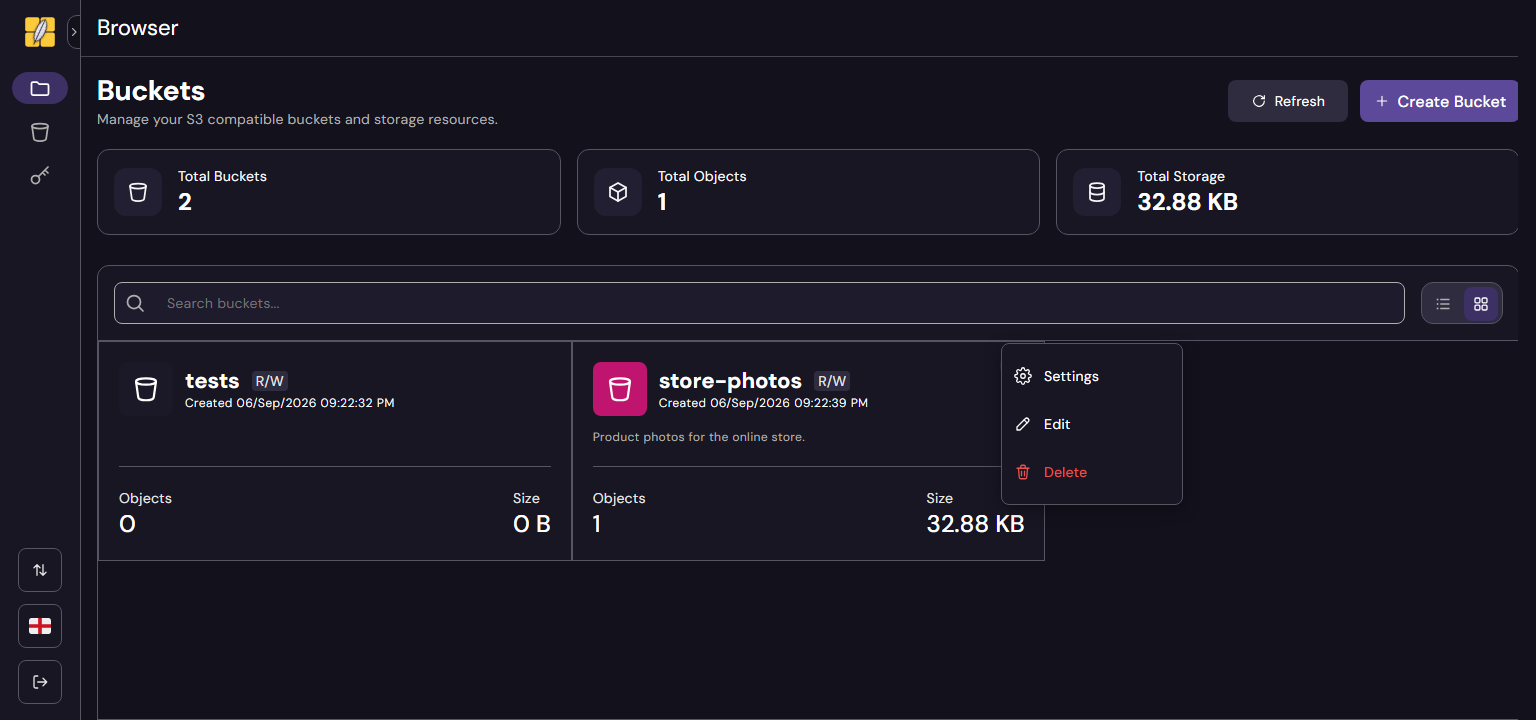 Browser
Buckets
Manage your S3 compatible buckets and storage resources.
Refresh
Create Bucket
Total Buckets
2
Total Objects
1
Total Storage
32.88 KB
Search buckets...
tests R/W
Created 06/Sep/2026 09:22:32 PM
Objects
0
Size
0 B
store-photos R/W
Created 06/Sep/2026 09:22:39 PM
Product photos for the online store.
Objects
1
Size
32.88 KB
Settings
Edit
Delete